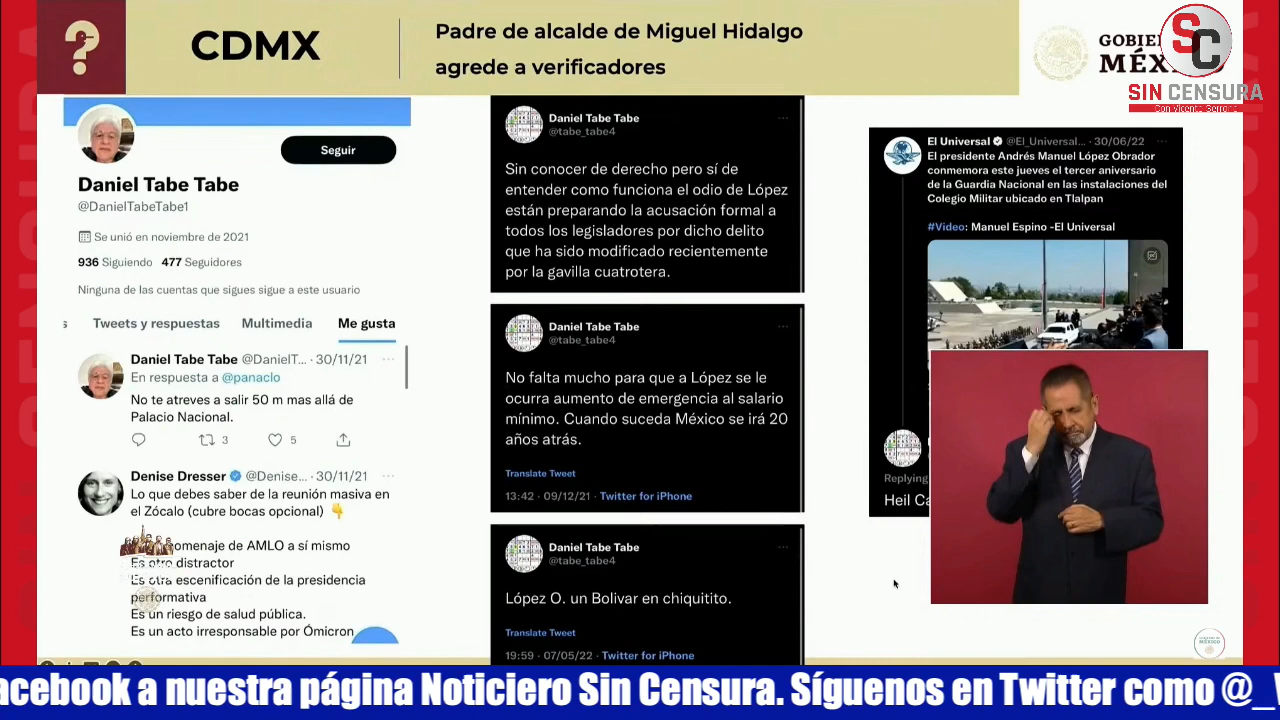 ?
CDMX
Padre de alcalde de Miguel Hidalgo
agrede a verificadores
SC
SIN CENSURA
Con Vicente Serrano
Seguir
Daniel Tabe Tabe
@DanielTabeTabe1
Se unió en noviembre de 2021
936 Siguiendo 477 Seguidores
Ninguna de las cuentas que sigues sigue a este usuario
s Tweets y respuestas Multimedia Me gusta
Daniel Tabe Tabe @DanielT... · 30/11/21 ...
En respuesta a @panaclo
No te atreves a salir 50 m mas allá de
Palacio Nacional.
3 5
Denise Dresser @Denise... · 30/11/21 ...
Lo que debes saber de la reunión masiva en
el Zócalo (cubre bocas opcional) 👇
omenaje de AMLO a sí mismo
distractor
escenificación de la presidencia
performativa
Es un riesgo de salud pública.
Es un acto irresponsable por Ómicron
Daniel Tabe Tabe ...
@tabe_tabe4
Sin conocer de derecho pero sí de
entender como funciona el odio de López
están preparando la acusación formal a
todos los legisladores por dicho delito
que ha sido modificado recientemente
por la gavilla cuatrotera.
Daniel Tabe Tabe ...
@tabe_tabe4
No falta mucho para que a López se le
ocurra aumento de emergencia al salario
mínimo. Cuando suceda México se irá 20
años atrás.
Translate Tweet
13:42 · 09/12/21 · Twitter for iPhone
Daniel Tabe Tabe ...
@tabe_tabe4
López O. un Bolivar en chiquitito.
Translate Tweet
19:59 · 07/05/22 · Twitter for iPhone
El Universal @El_Universal... · 30/06/22 ...
El presidente Andrés Manuel López Obrador
conmemora este jueves el tercer aniversario
de la Guardia Nacional en las instalaciones del
Colegio Militar ubicado en Tlalpan
#Video: Manuel Espino -El Universal
Replying
Heil Ca
acebook a nuestra página Noticiero Sin Censura. Síguenos en Twitter como @_V